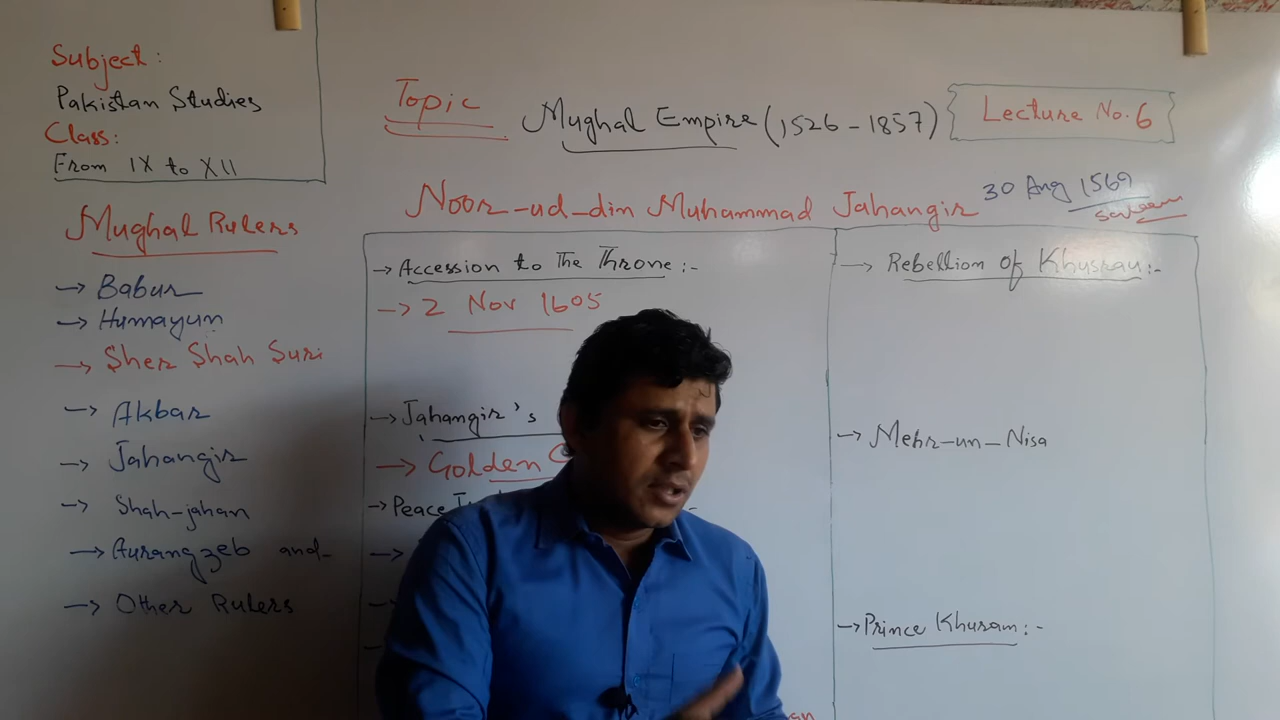 Subject:
Pakistan Studies
Class:
From IX to XII
Topic
Mughal Empire (1526-1857)
Lecture No.6
Noor-ud-din Muhammad Jahangir
30 Aug 1569
Saleem
Mughal Rulers
→ Babur
→ Humayun
→ Sher Shah Suri
→ Akbar
→ Jahangir
→ Shah-jahan
→ Aurangzeb and-
→ Other Rulers
→ Accession to The Throne:-
→ 2 Nov 1605
→ Jahangir's
→ Golden
→ Peace
→ Rebellion of Khusrau:-
→ Mehr-un-Nisa
→ Prince Khuram:-